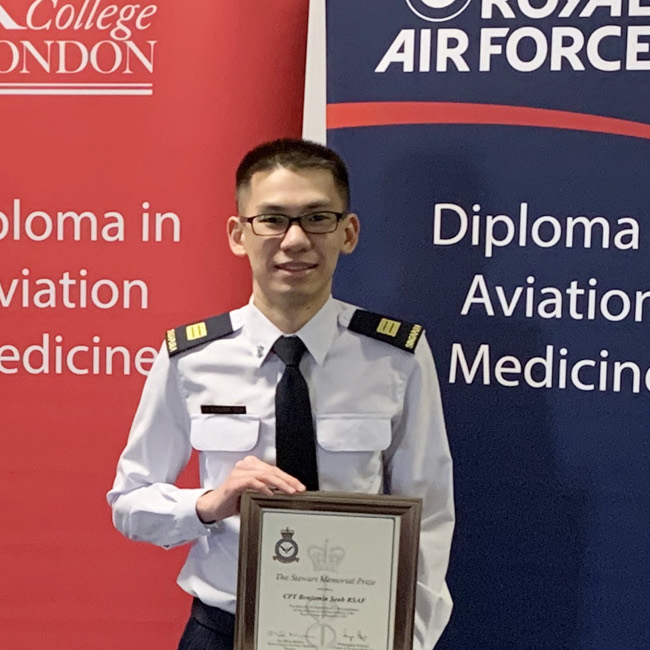 College
ONDON
ploma in
viation
edicine
ROYAL
AIR FORCE
Diploma
Aviation
Medicine
The Stewart Memorial Prize
CPT Benjamin Seah RSAF